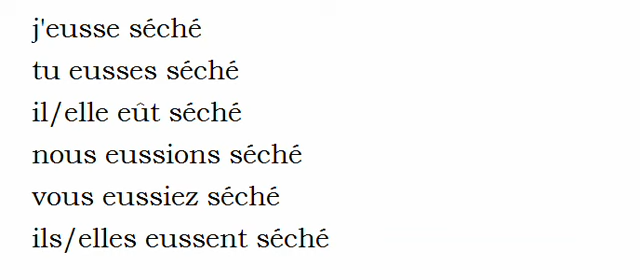 j'eusse séché
tu eusses séché
il/elle eût séché
nous eussions séché
vous eussiez séché
ils/elles eussent séché